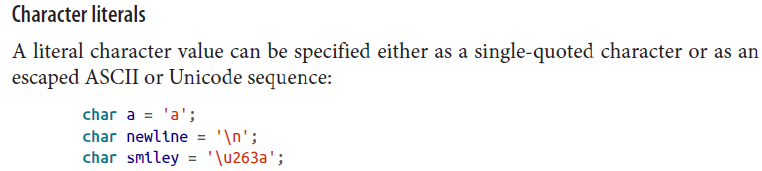 Character literals
A literal character value can be specified either as a single-quoted character or as an
escaped ASCII or Unicode sequence:
char a = 'a';
char newline = '\n';
char smiley = '\u263a';